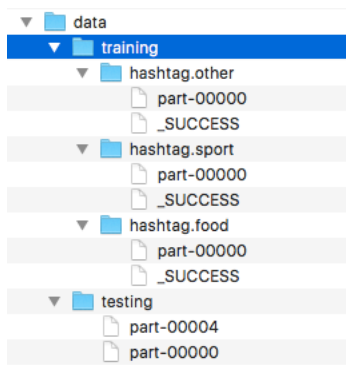 data
training
hashtag.other
part-00000
_SUCCESS
hashtag.sport
part-00000
_SUCCESS
hashtag.food
part-00000
_SUCCESS
testing
part-00004
part-00000